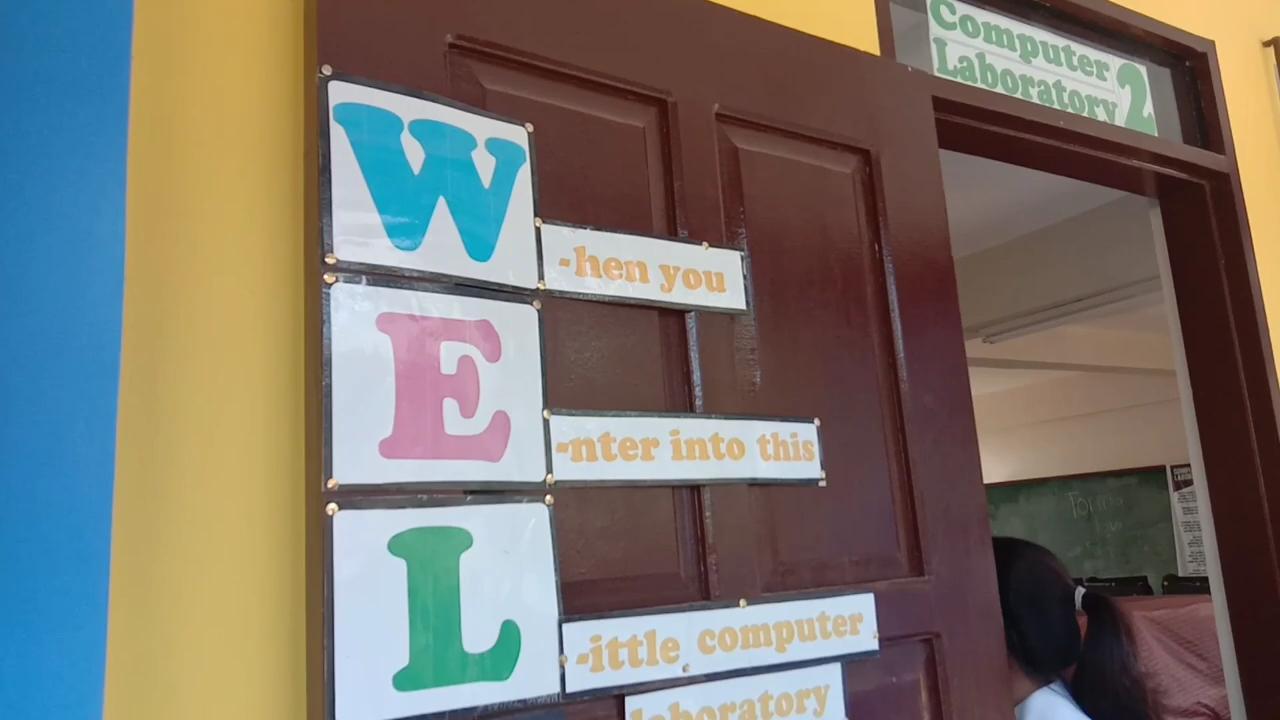 Computer
Laboratory 2
W -hen you
E -nter into this
L -ittle computer
laboratory